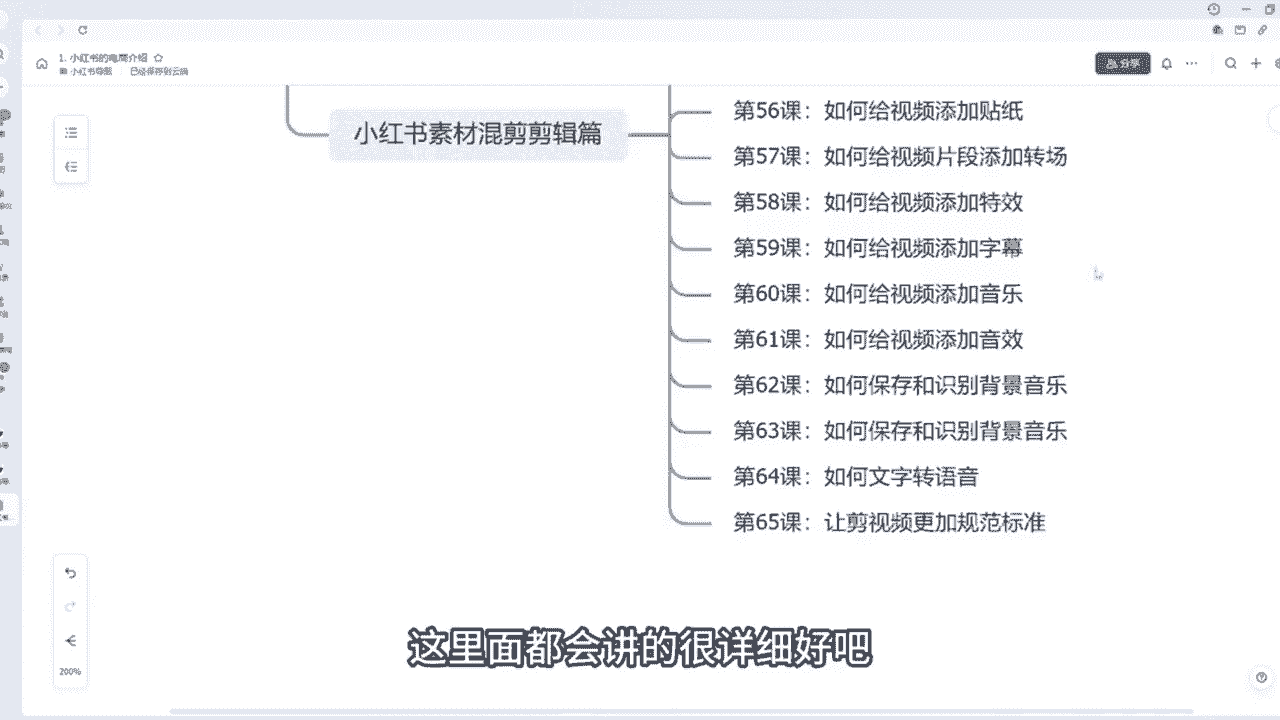 1. 小红书的电商介绍
已经保存到云端
分享
小红书素材混剪剪辑篇
第56课：如何给视频添加贴纸
第57课：如何给视频片段添加转场
第58课：如何给视频添加特效
第59课：如何给视频添加字幕
第60课：如何给视频添加音乐
第61课：如何给视频添加音效
第62课：如何保存和识别背景音乐
第63课：如何保存和识别背景音乐
第64课：如何文字转语音
第65课：让剪视频更加规范标准
200%
这里面都会讲的很详细好吧